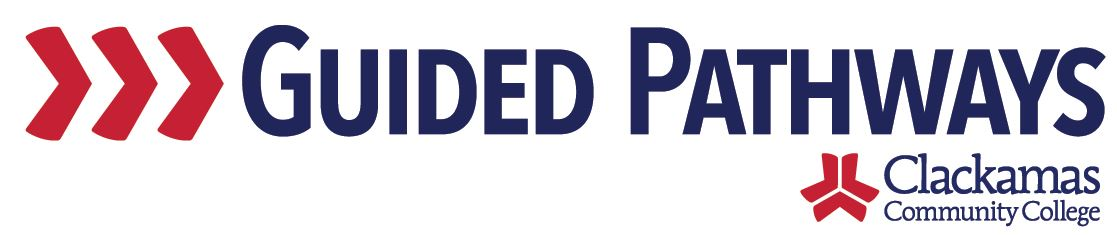 GUIDED PATHWAYS
Clackamas
Community College